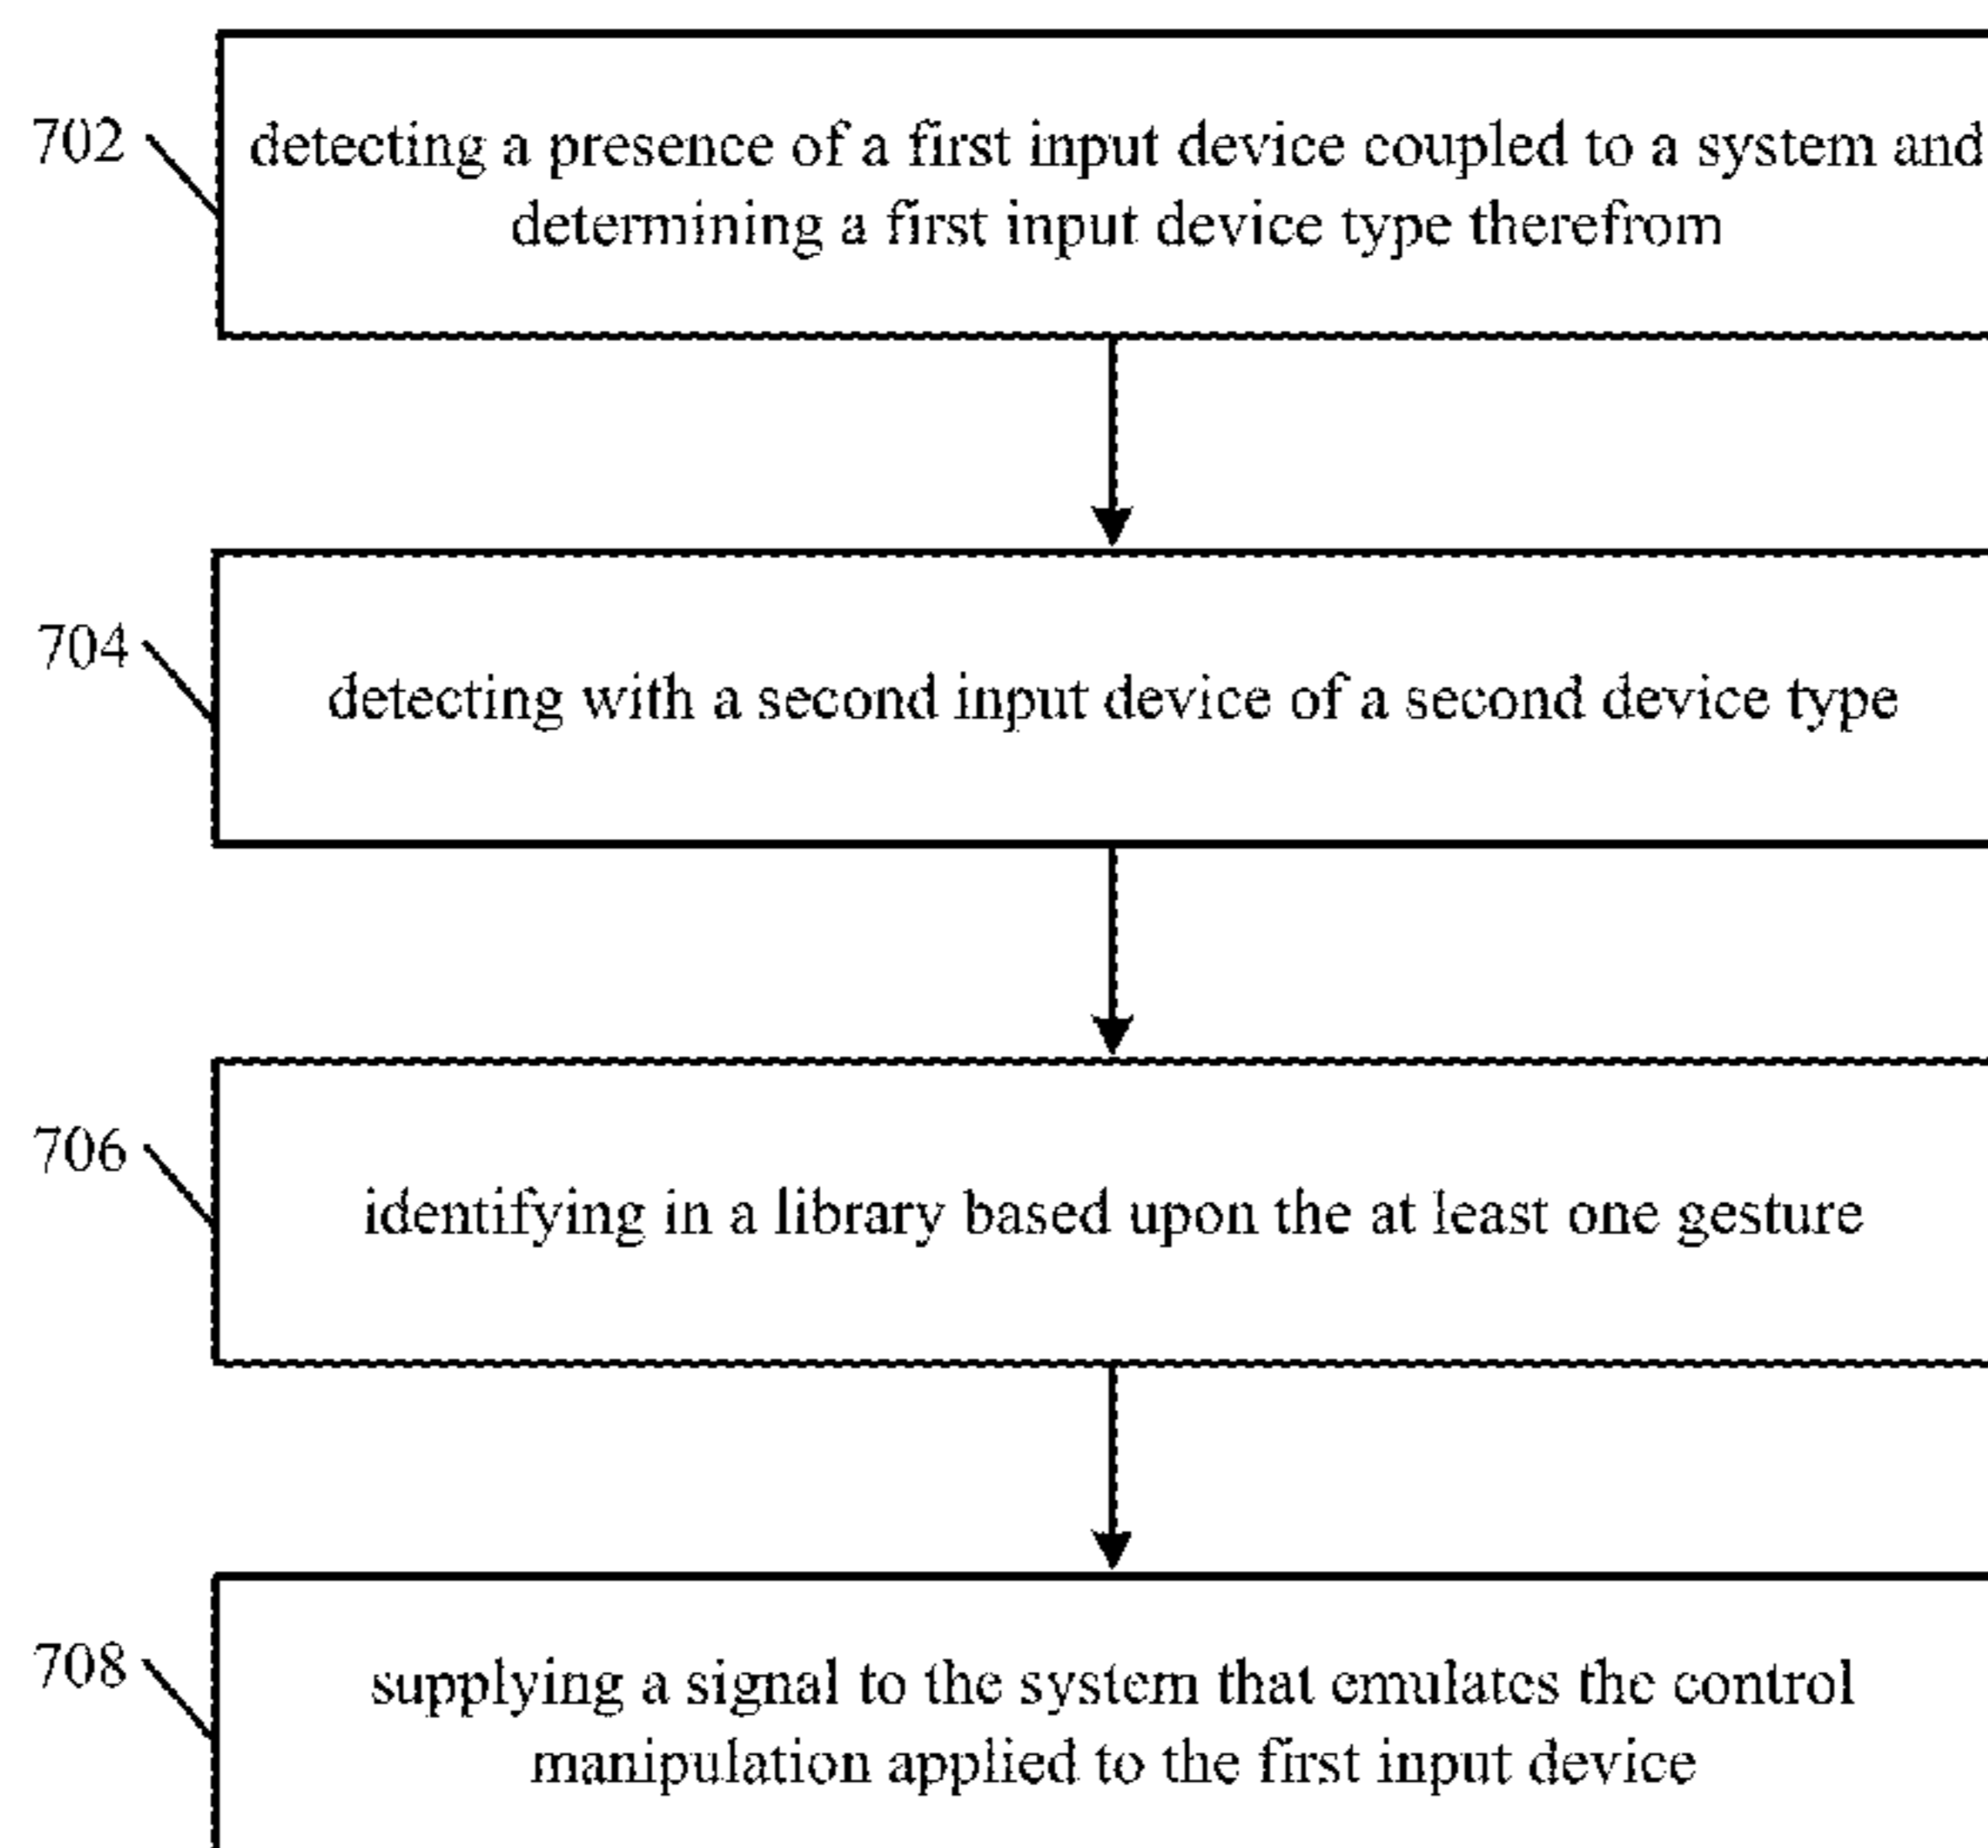 702
detecting a presence of a first input device coupled to a system and
determining a first input device type therefrom
704
detecting with a second input device of a second device type
706
identifying in a library based upon the at least one gesture
708
supplying a signal to the system that emulates the control
manipulation applied to the first input device